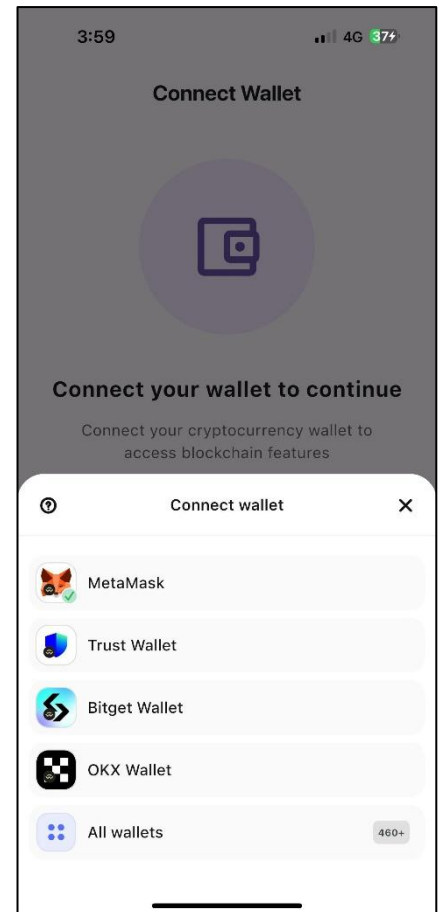 3:59 4G 37
Connect Wallet
Connect your wallet to continue
Connect your cryptocurrency wallet to
access blockchain features
Connect wallet
MetaMask
Trust Wallet
Bitget Wallet
OKX Wallet
All wallets 460+